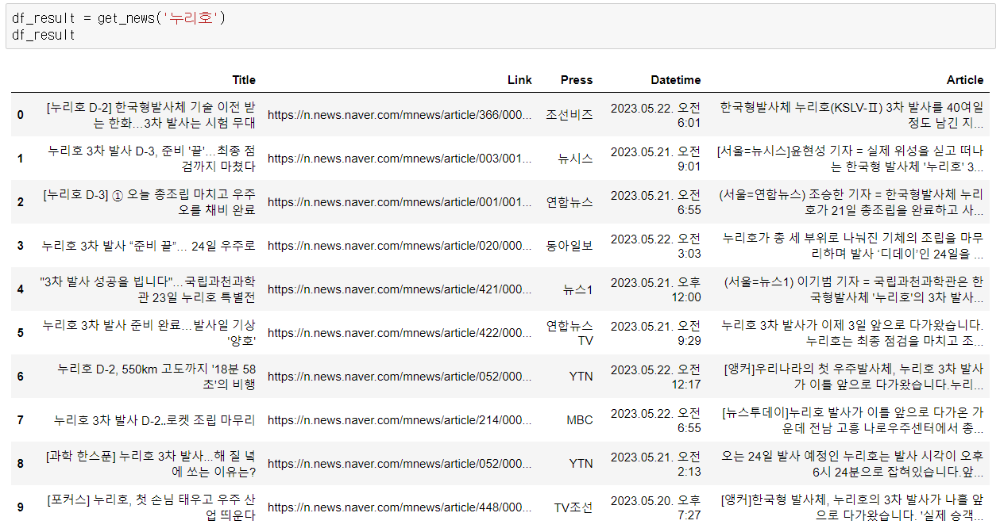 df_result = get_news('누리호')
df_result
Title Link Press Datetime Article
0 [누리호 D-2] 한국형발사체 기술 이전 받는 한화…3차 발사는 시험 무대 https://n.news.naver.com/mnews/article/366/000... 조선비즈 2023.05.22. 오전 6:01 한국형발사체 누리호(KSLV-Ⅱ) 3차 발사를 40여일 정도 남긴 지...
1 누리호 3차 발사 D-3, 준비 '끝'…최종 점검까지 마쳤다 https://n.news.naver.com/mnews/article/003/001... 뉴시스 2023.05.21. 오전 9:01 [서울=뉴시스]윤현성 기자 = 실제 위성을 싣고 떠나는 한국형 발사체 '누리호' 3...
2 [누리호 D-3] ① 오늘 총조립 마치고 우주 오를 채비 완료 https://n.news.naver.com/mnews/article/001/001... 연합뉴스 2023.05.21. 오전 6:55 (서울=연합뉴스) 조승한 기자 = 한국형발사체 누리호가 21일 총조립을 완료하고 사...
3 누리호 3차 발사 “준비 끝”… 24일 우주로 https://n.news.naver.com/mnews/article/020/000... 동아일보 2023.05.22. 오전 3:03 누리호가 총 세 부위로 나눠진 기체의 조립을 마무리하며 발사 ‘디데이’인 24일을 ...
4 "3차 발사 성공을 빕니다"…국립과천과학관 23일 누리호 특별전 https://n.news.naver.com/mnews/article/421/000... 뉴스1 2023.05.21. 오후 12:00 (서울=뉴스1) 이기범 기자 = 국립과천과학관은 한국형발사체 '누리호'의 3차 발사...
5 누리호 3차 발사 준비 완료…발사일 기상 '양호' https://n.news.naver.com/mnews/article/422/000... 연합뉴스TV 2023.05.21. 오전 9:29 누리호 3차 발사가 이제 3일 앞으로 다가왔습니다. 누리호는 최종 점검을 마치고 조...
6 누리호 D-2, 550km 고도까지 '18분 58초'의 비행 https://n.news.naver.com/mnews/article/052/000... YTN 2023.05.22. 오전 12:17 [앵커]우리나라의 첫 우주발사체, 누리호 3차 발사가 이틀 앞으로 다가왔습니다.누리...
7 누리호 3차 발사 D-2..로켓 조립 마무리 https://n.news.naver.com/mnews/article/214/000... MBC 2023.05.22. 오전 6:55 [뉴스투데이]누리호 발사가 이틀 앞으로 다가온 가운데 전남 고흥 나로우주센터에서 종...
8 [과학 한스푼] 누리호 3차 발사...해 질 녘에 쏘는 이유는? https://n.news.naver.com/mnews/article/052/000... YTN 2023.05.21. 오전 2:13 오는 24일 발사 예정인 누리호는 발사 시각이 오후 6시 24분으로 잡혀있습니다.앞...
9 [포커스] 누리호, 첫 손님 태우고 우주 산업 띄운다 https://n.news.naver.com/mnews/article/448/000... TV조선 2023.05.20. 오후 7:27 [앵커]한국형 발사체, 누리호의 3차 발사가 나흘 앞으로 다가왔습니다. '실제 승객...